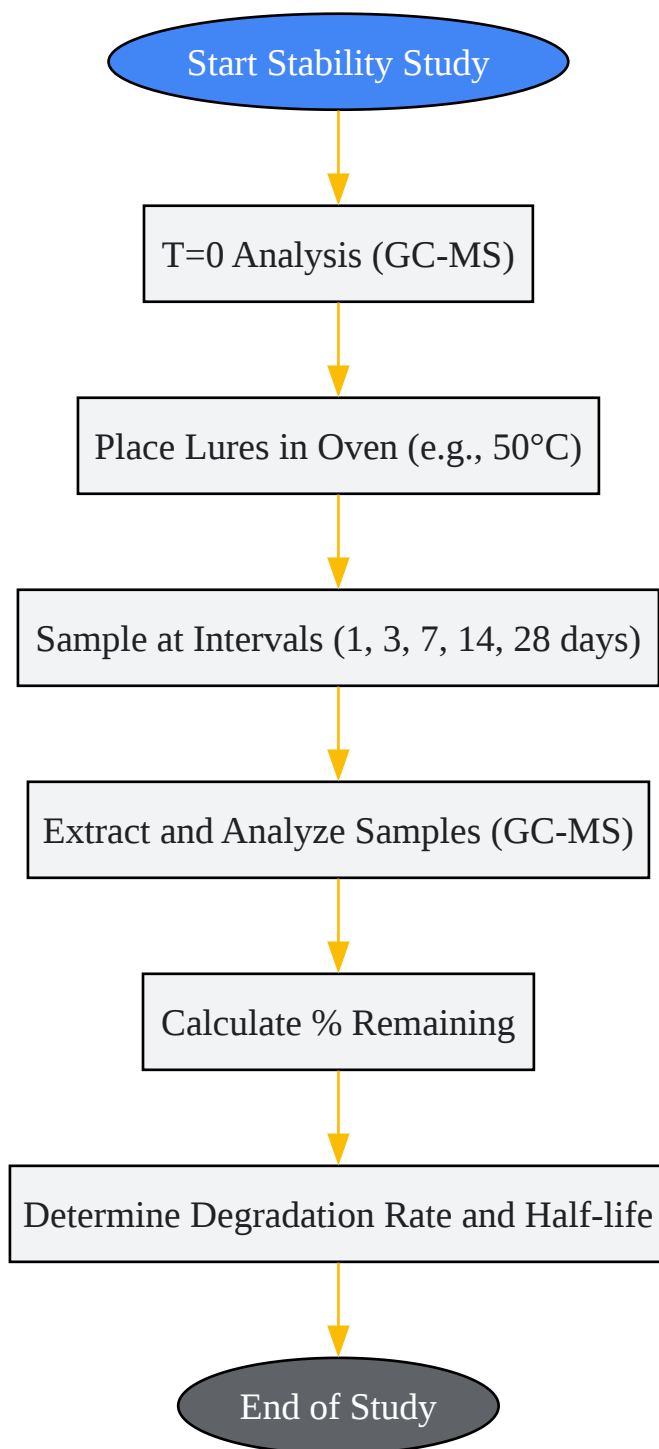 Start Stability Study
T=0 Analysis (GC-MS)
Place Lures in Oven (e.g., 50°C)
Sample at Intervals (1, 3, 7, 14, 28 days)
Extract and Analyze Samples (GC-MS)
Calculate % Remaining
Determine Degradation Rate and Half-life
End of Study